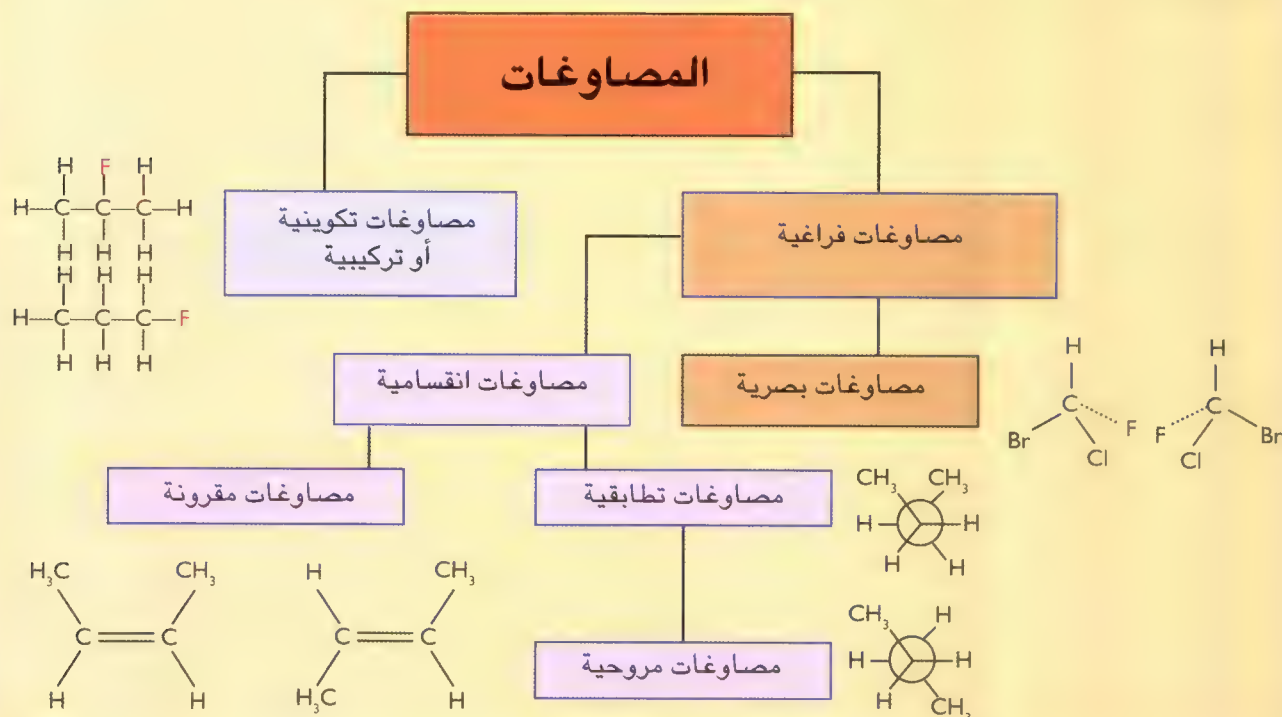 المصاوغات
مصاوغات تكوينية
أو تركيبية
مصاوغات فراغية
مصاوغات انقسامية
مصاوغات بصرية
مصاوغات مقرونة
مصاوغات تطابقية
مصاوغات مروحية
H F H
H—C—C—C—H
H H H
H H H
H—C—C—C—F
H H H
H H
C C
Br F F Br
Cl Cl
CH₃ CH₃
H H
H H
CH₃ H
H H
H CH₃
H₃C CH₃
C C
H H
H CH₃
C C
H₃C H